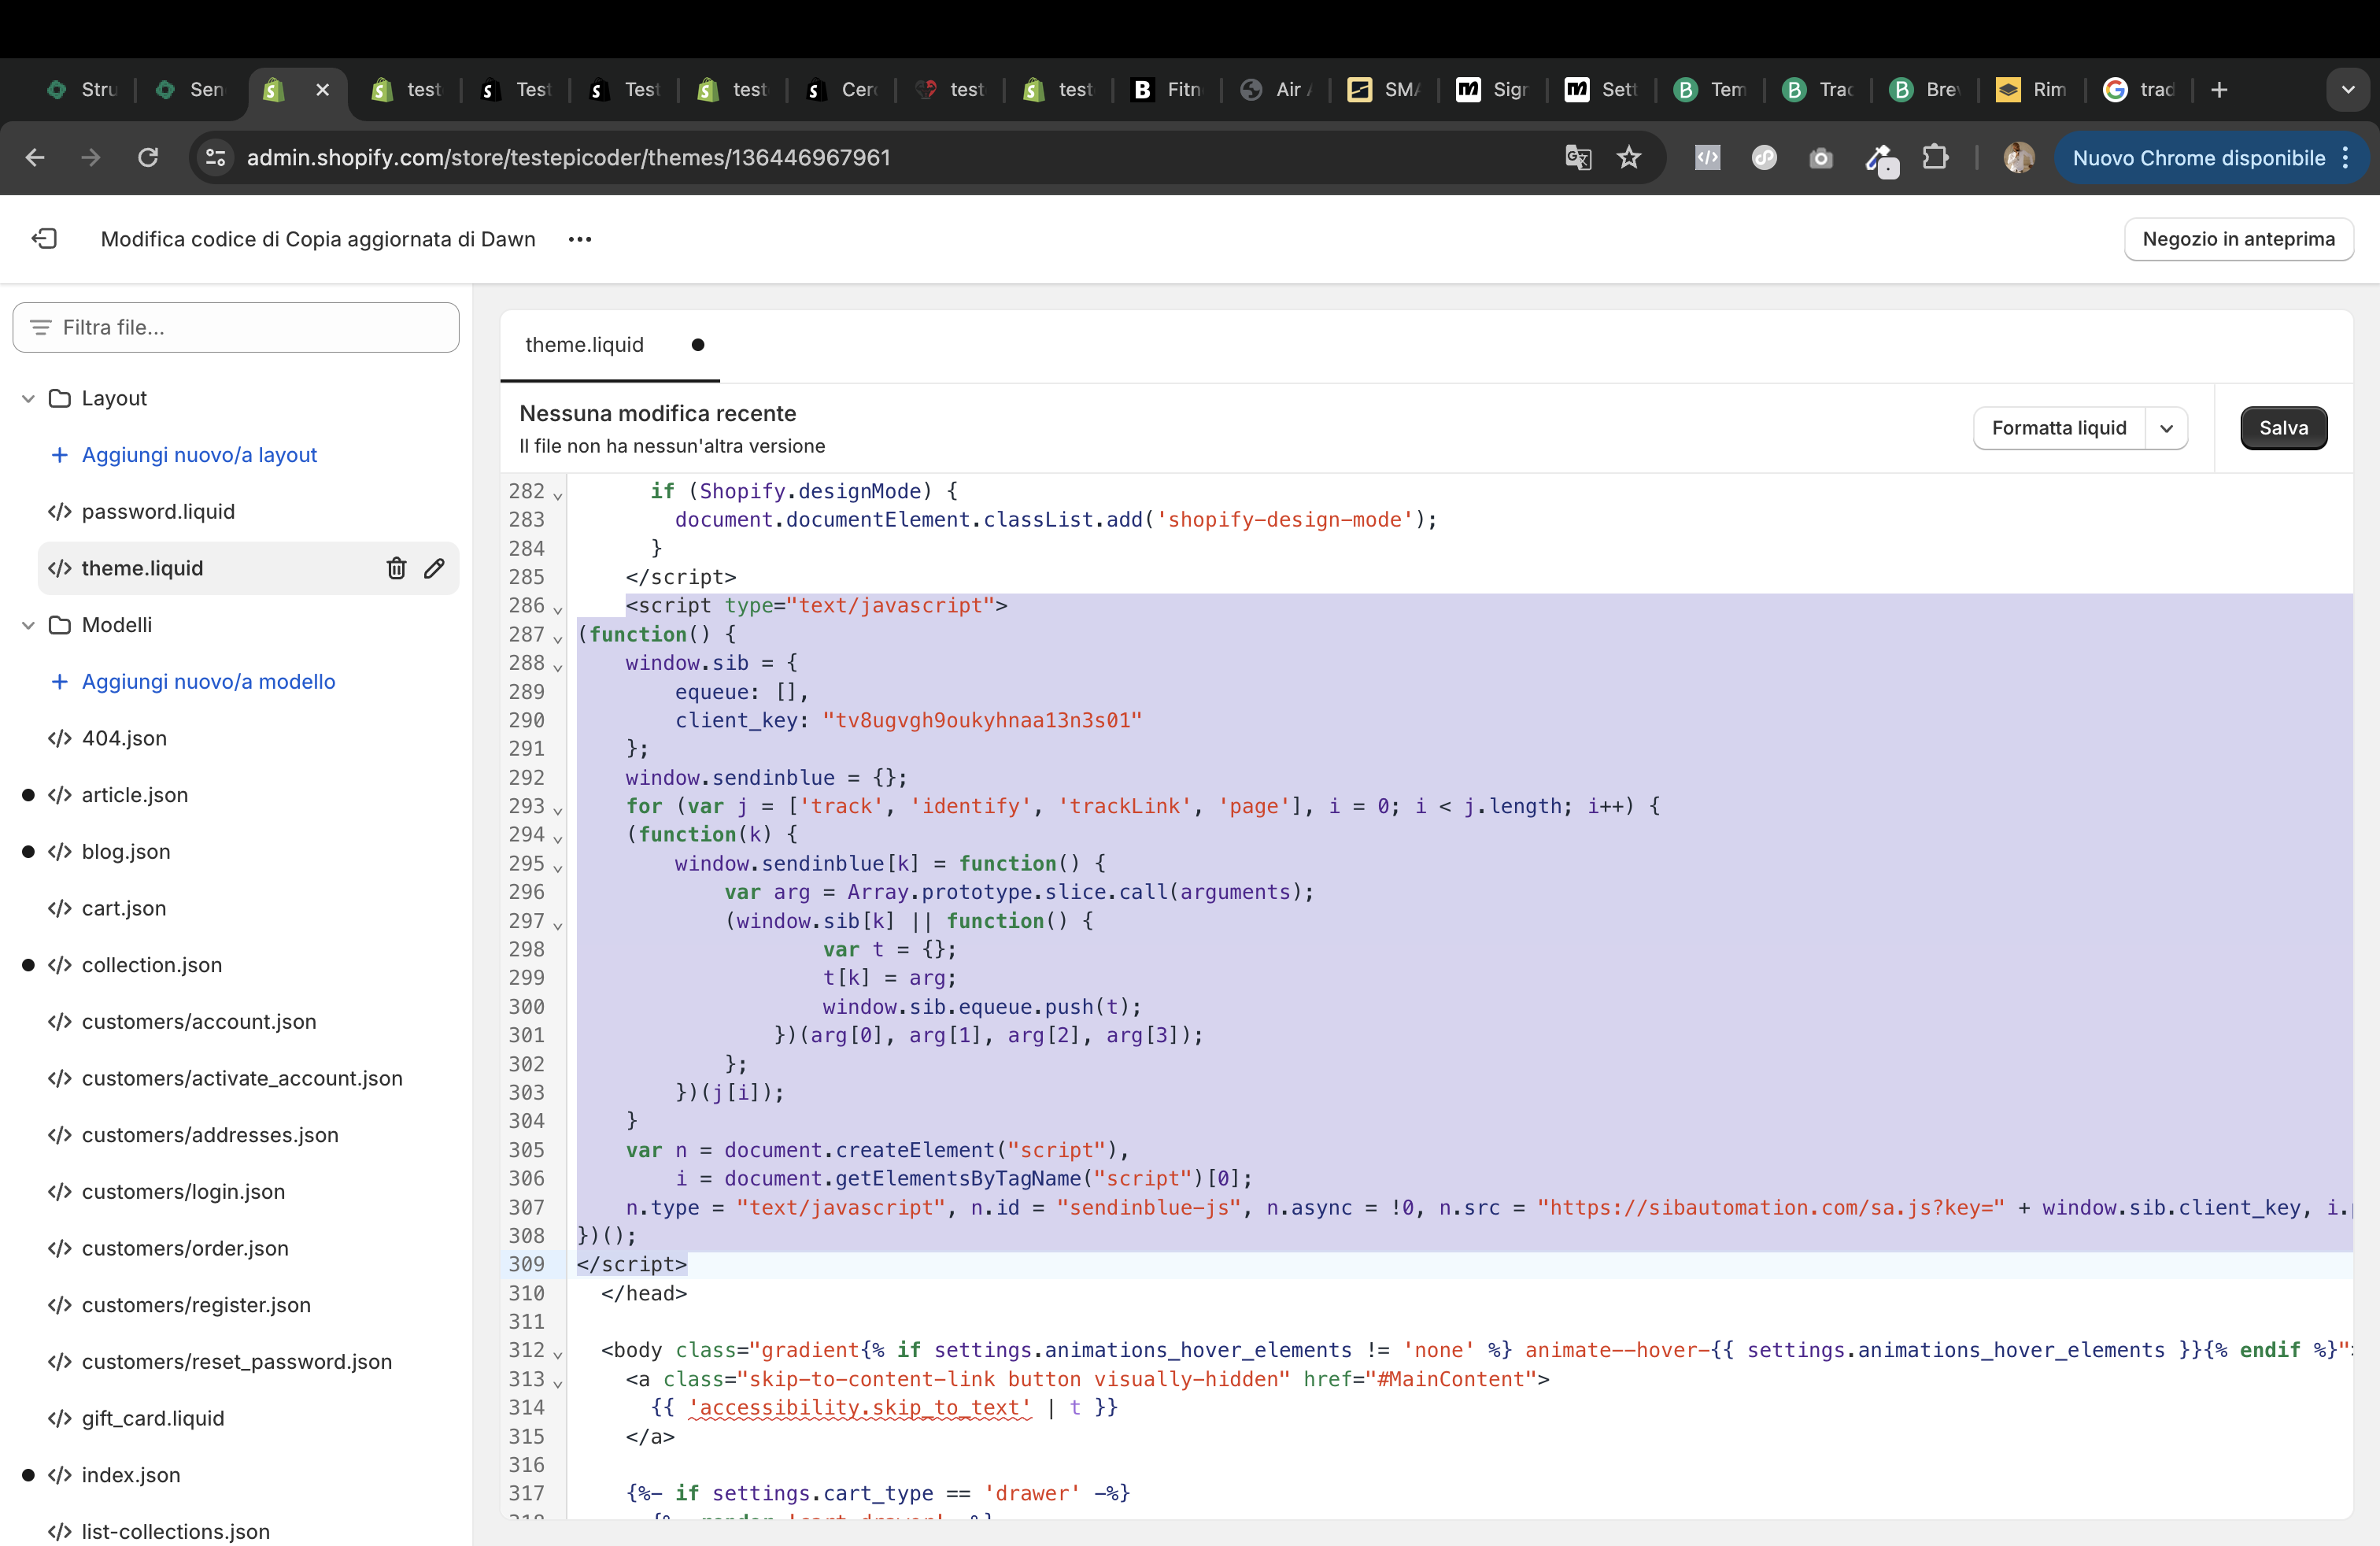 Stru
Sen
test
Test
Test
test
Cer
test
test
Fitn
Air
SMA
Sign
Sett
Tem
Trac
Brev
Rim
trad
admin.shopify.com/store/testepicoder/themes/136446967961
Nuovo Chrome disponibile
Modifica codice di Copia aggiornata di Dawn
Negozio in anteprima
Filtra file...
Layout
Aggiungi nuovo/a layout
password.liquid
theme.liquid
Modelli
Aggiungi nuovo/a modello
404.json
article.json
blog.json
cart.json
collection.json
customers/account.json
customers/activate_account.json
customers/addresses.json
customers/login.json
customers/order.json
customers/register.json
customers/reset_password.json
gift_card.liquid
index.json
list-collections.json
theme.liquid
Nessuna modifica recente
Il file non ha nessun'altra versione
Formatta liquid
Salva
282 if (Shopify.designMode) {
283 document.documentElement.classList.add('shopify-design-mode');
284 }
285 </script>
286 <script type="text/javascript">
287 (function() {
288 window.sib = {
289 equeue: [],
290 client_key: "tv8ugvgh9oukyhnaa13n3s01"
291 };
292 window.sendinblue = {};
293 for (var j = ['track', 'identify', 'trackLink', 'page'], i = 0; i < j.length; i++) {
294 (function(k) {
295 window.sendinblue[k] = function() {
296 var arg = Array.prototype.slice.call(arguments);
297 (window.sib[k] || function() {
298 var t = {};
299 t[k] = arg;
300 window.sib.equeue.push(t);
301 })(arg[0], arg[1], arg[2], arg[3]);
302 };
303 })(j[i]);
304 }
305 var n = document.createElement("script"),
306 i = document.getElementsByTagName("script")[0];
307 n.type = "text/javascript", n.id = "sendinblue-js", n.async = !0, n.src = "https://sibautomation.com/sa.js?key=" + window.sib.client_key, i.
308 })();
309 </script>
310 </head>
311
312 <body class="gradient{% if settings.animations_hover_elements != 'none' %} animate--hover-{{ settings.animations_hover_elements }}{% endif %}">
313 <a class="skip-to-content-link button visually-hidden" href="#MainContent">
314 {{ 'accessibility.skip_to_text' | t }}
315 </a>
316
317 {%- if settings.cart_type == 'drawer' -%}